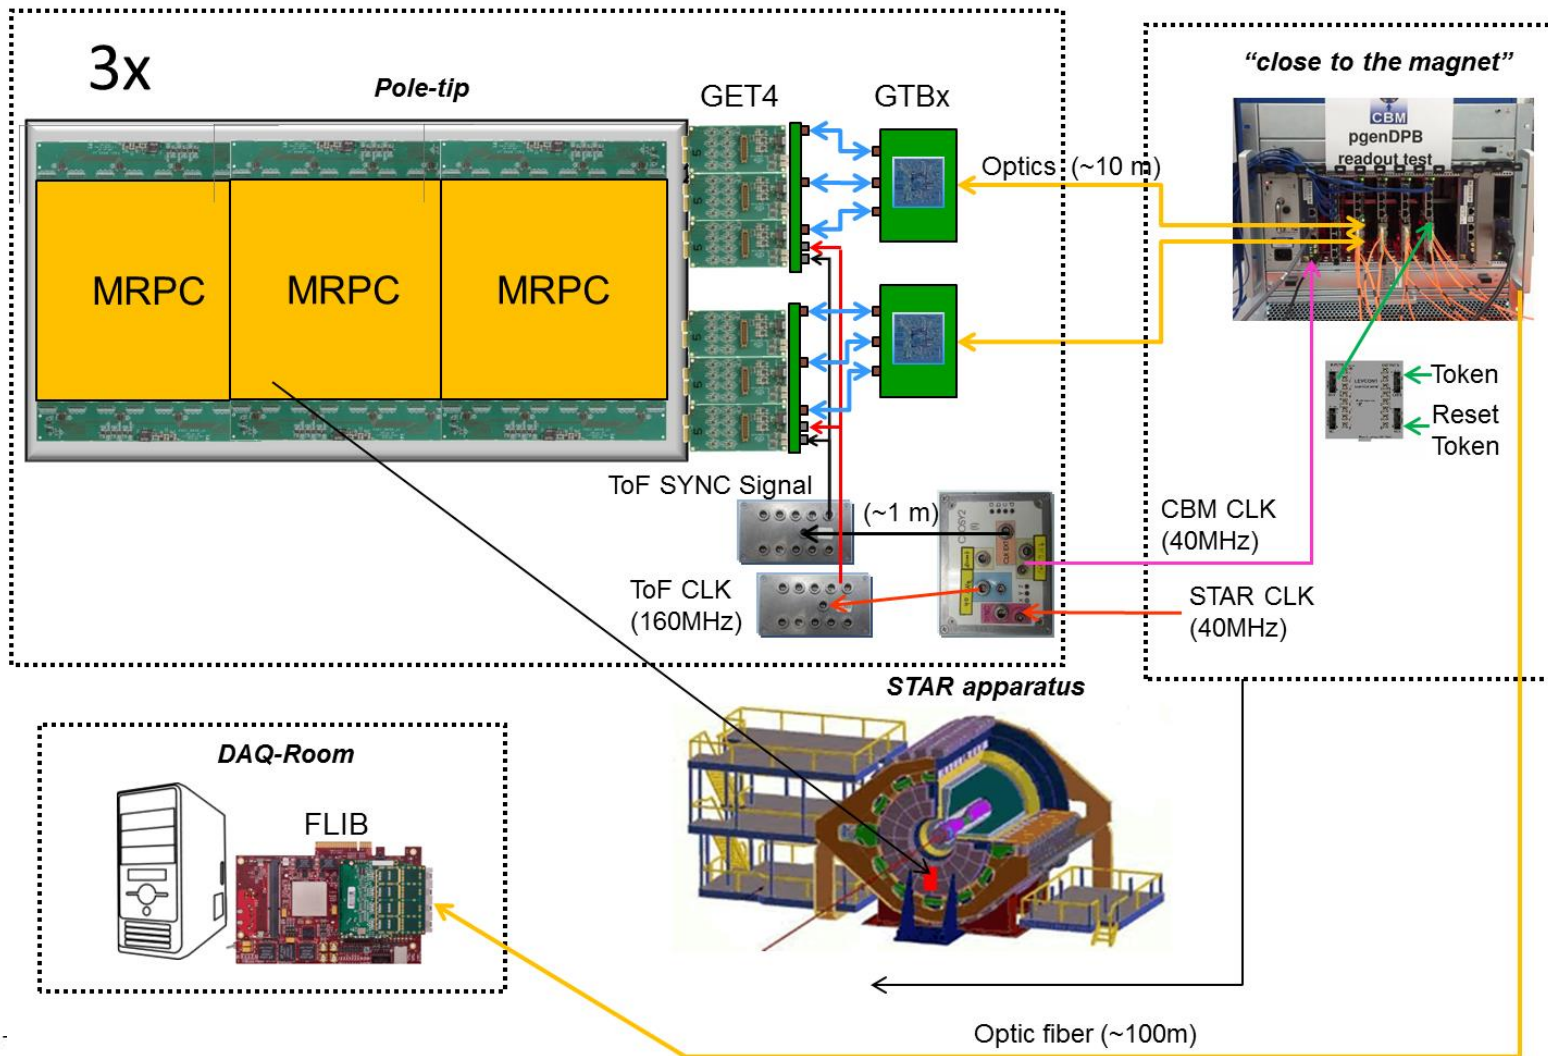 3x
Pole-tip
GET4
GTBx
"close to the magnet"
CBM
pgenDPB
readout test
Optics (~10 m)
MRPC
MRPC
MRPC
Token
Reset
Token
ToF SYNC Signal
(~1 m)
CBM CLK
(40MHz)
ToF CLK
(160MHz)
STAR CLK
(40MHz)
STAR apparatus
DAQ-Room
FLIB
Optic fiber (~100m)